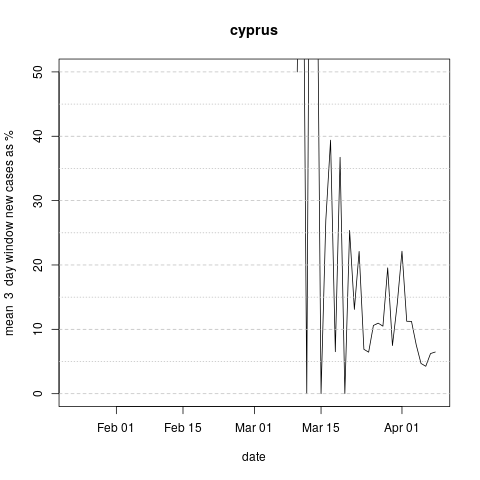 cyprus
mean 3 day window new cases as %
50
40
30
20
10
0
Feb 01
Feb 15
Mar 01
Mar 15
Apr 01
date